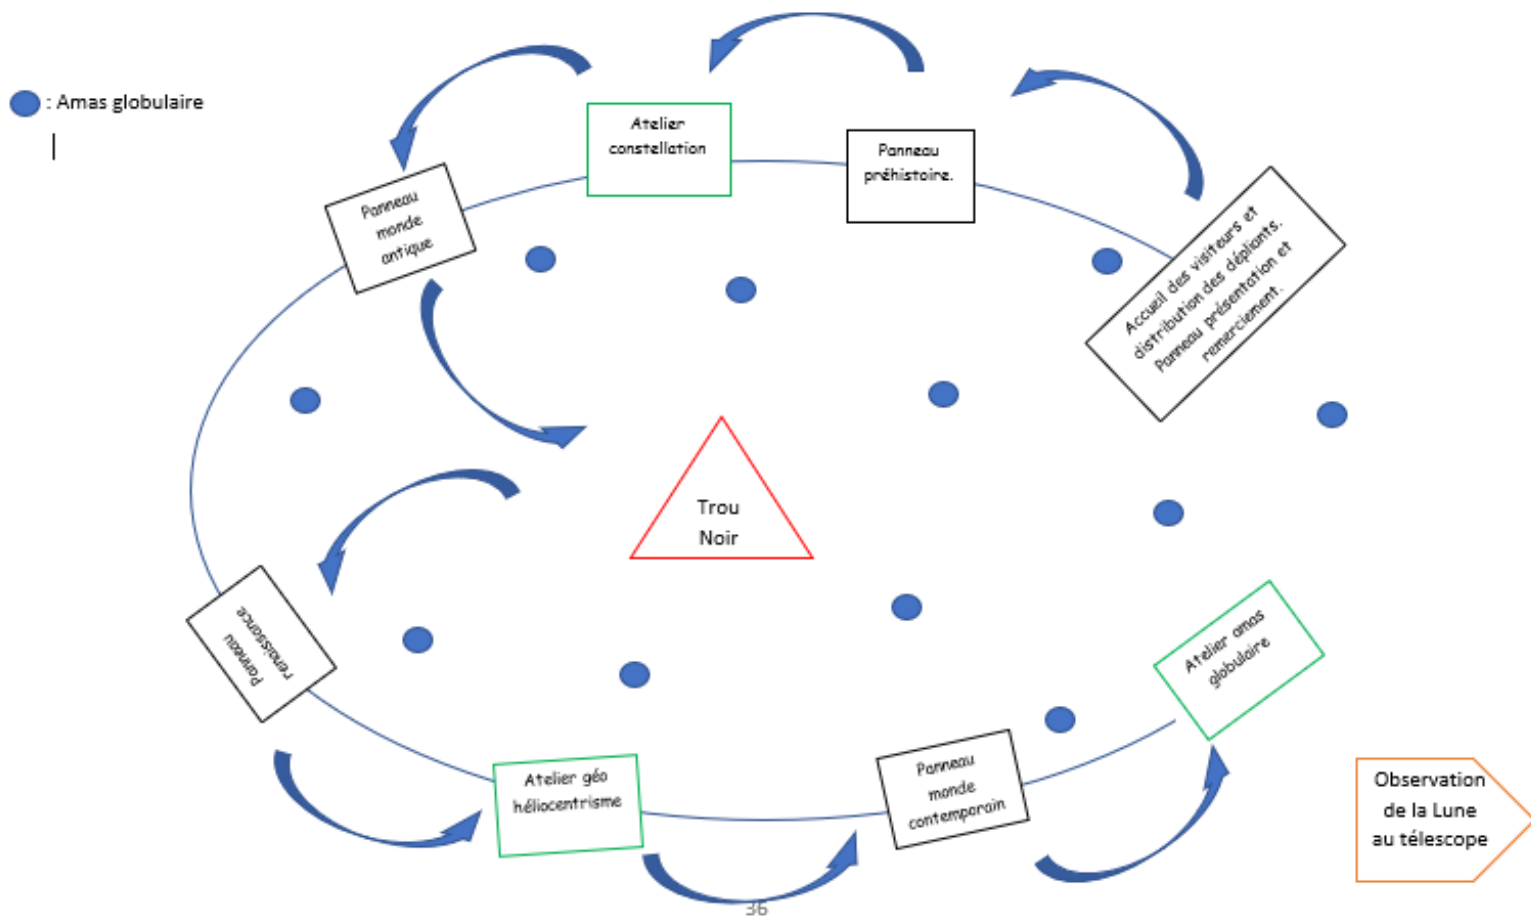 : Amas globulaire
Atelier
constellation
Panneau
préhistoire.
Panneau
monde
antique
Accueil des visiteurs et
distribution des dépliants.
Panneau présentation et
remerciement.
Trou
Noir
Panneau
renaissance.
Atelier géo
héliocentrisme
Panneau
monde
contemporain
Atelier amas
globulaire
Observation
de la Lune
au télescope
36